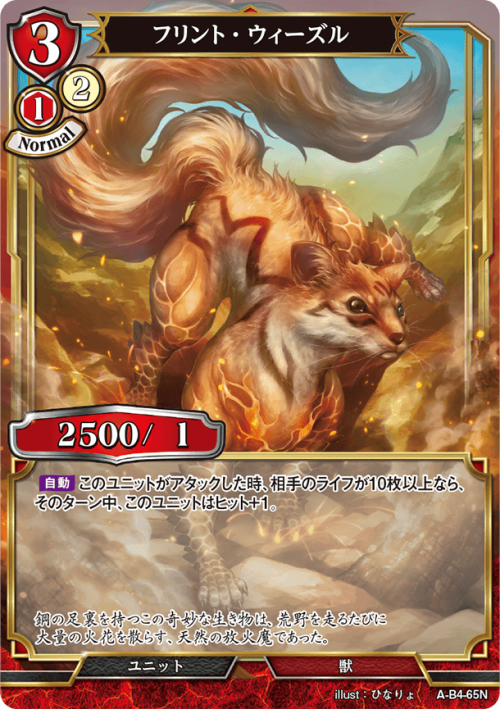 フリント・ウィーズル
3
1
2
Normal
2500/ 1
自動 このユニットがアタックした時、相手のライフが10枚以上なら、
そのターン中、このユニットはヒット+1。
鋼の足裏を持つこの奇妙な生き物は、荒野を走るたびに
大量の火花を散らす、天然の放火魔であった。
ユニット
獣
illust:ひなりょ
A-B4-65N